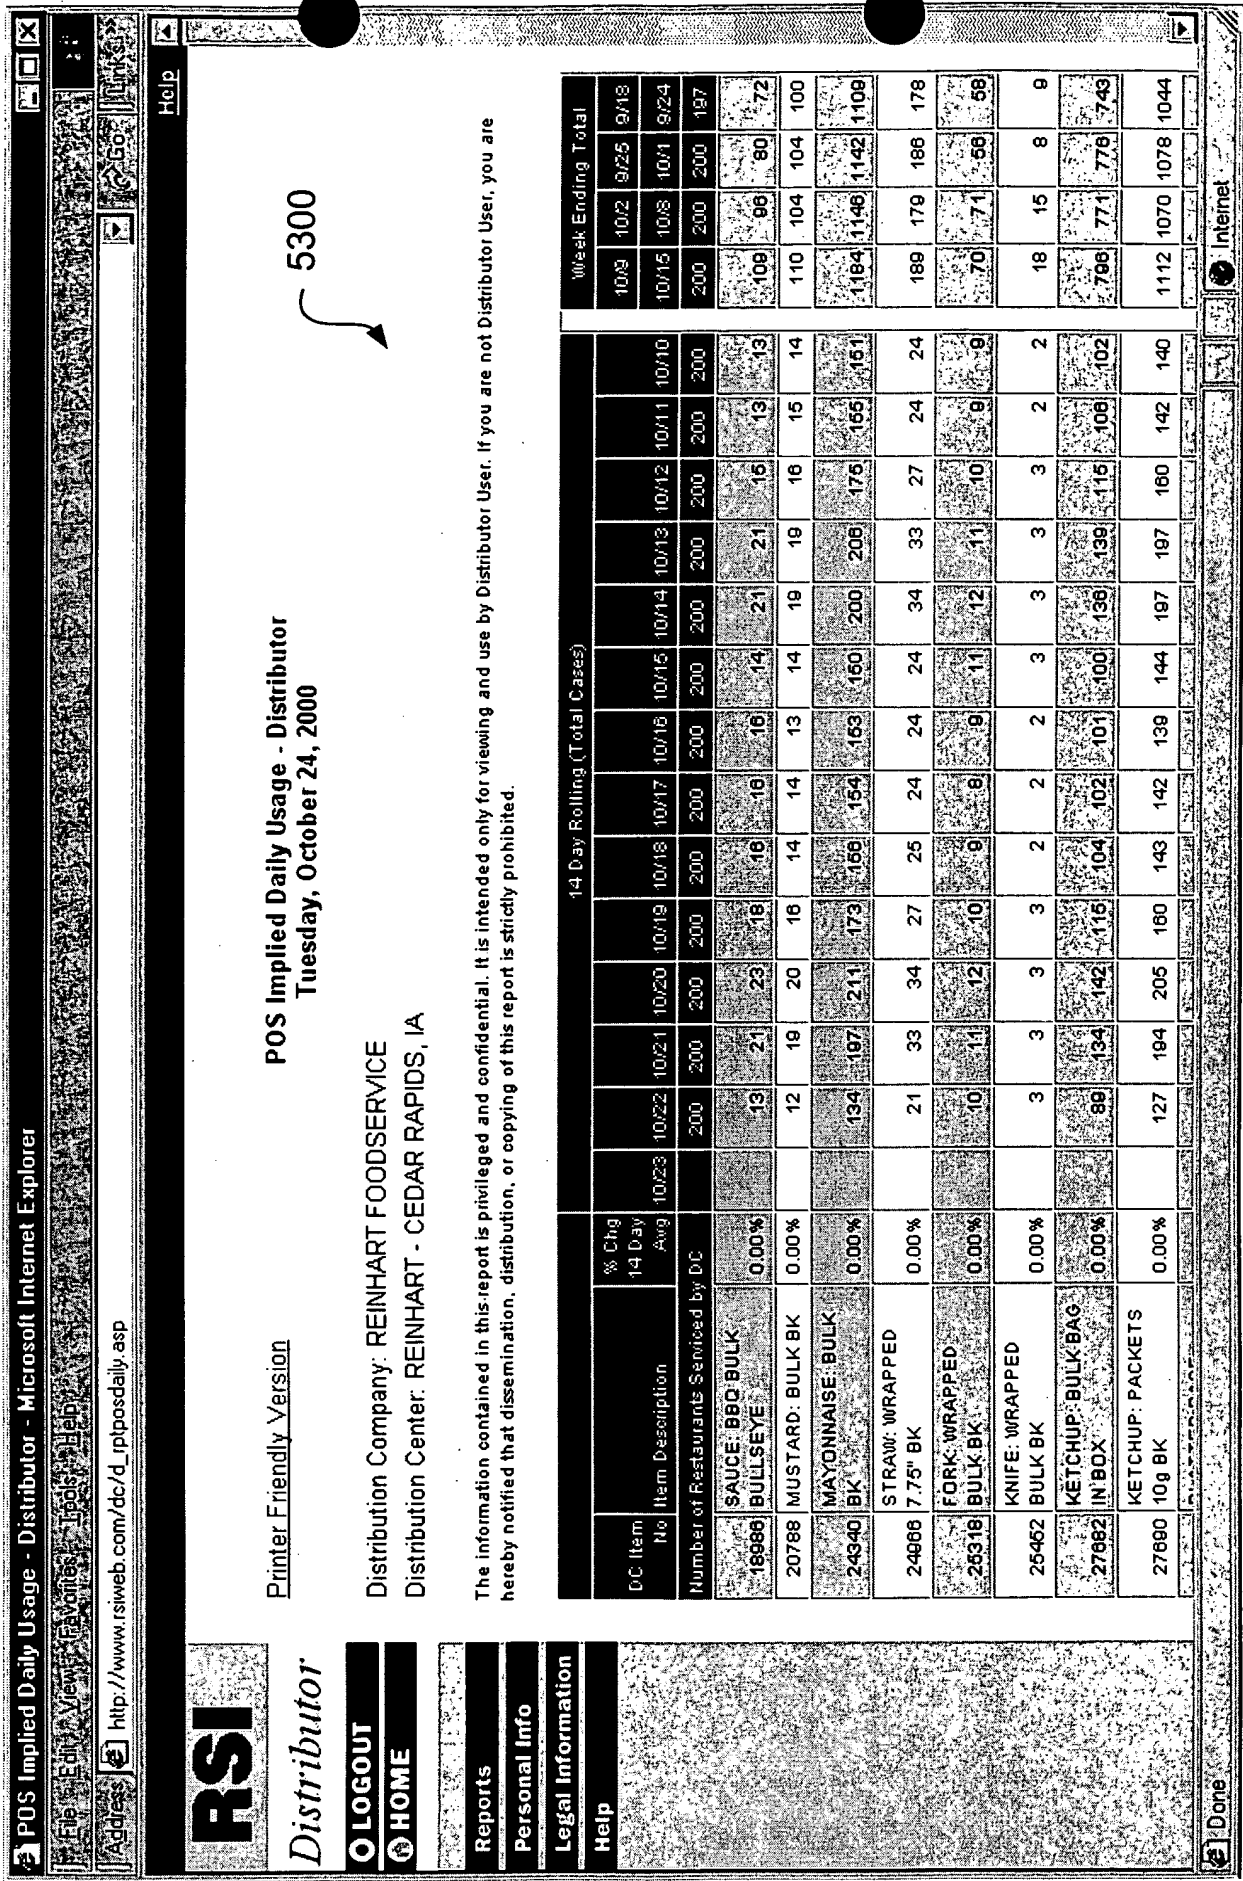 POS Implied Daily Usage - Distributor - Microsoft Internet Explorer
File Edit View Favorites Tools Help
Address http://www.rsiweb.com/dc/d_rptposdaily.asp Go Links »
Help
RSI
Distributor
LOGOUT
HOME
Reports
Personal Info
Legal Information
Help
Printer Friendly Version
POS Implied Daily Usage - Distributor
Tuesday, October 24, 2000
5300
Distribution Company: REINHART FOODSERVICE
Distribution Center: REINHART - CEDAR RAPIDS, IA
The information contained in this report is privileged and confidential. It is intended only for viewing and use by Distributor User. If you are not Distributor User, you are
hereby notified that dissemination, distribution, or copying of this report is strictly prohibited.
14 Day Rolling (Total Cases) Week Ending Total
% Chg 10/9 10/2 9/25 9/18
DC Item No Item Description 14 Day Avg 10/23 10/22 10/21 10/20 10/19 10/18 10/17 10/16 10/15 10/14 10/13 10/12 10/11 10/10 10/15 10/8 10/1 9/24
Number of Restaurants Serviced by DC 200 200 200 200 200 200 200 200 200 200 200 200 200 200 200 200 197
18986 SAUCE: BBQ BULK BULLSEYE 0.00% 13 21 23 18 16 16 16 14 21 21 15 13 13 109 96 80 72
20788 MUSTARD: BULK BK 0.00% 12 19 20 16 14 14 13 14 19 19 16 15 14 110 104 104 100
24340 MAYONNAISE: BULK BK 0.00% 134 197 211 173 156 154 153 150 200 206 175 155 151 1184 1146 1142 1109
24966 STRAW: WRAPPED 7.75" BK 0.00% 21 33 34 27 25 24 24 24 34 33 27 24 24 189 179 186 178
25318 FORK: WRAPPED BULK BK 0.00% 10 11 12 10 9 8 9 11 12 11 10 9 9 70 71 56 58
25452 KNIFE: WRAPPED BULK BK 0.00% 3 3 3 3 2 2 2 3 3 3 3 2 2 18 15 8 9
27682 KETCHUP: BULK BAG IN BOX 0.00% 89 134 142 115 104 102 101 100 136 139 115 106 102 796 771 776 743
27690 KETCHUP: PACKETS 10g BK 0.00% 127 194 205 160 143 142 139 144 197 197 160 142 140 1112 1070 1078 1044
Done Internet